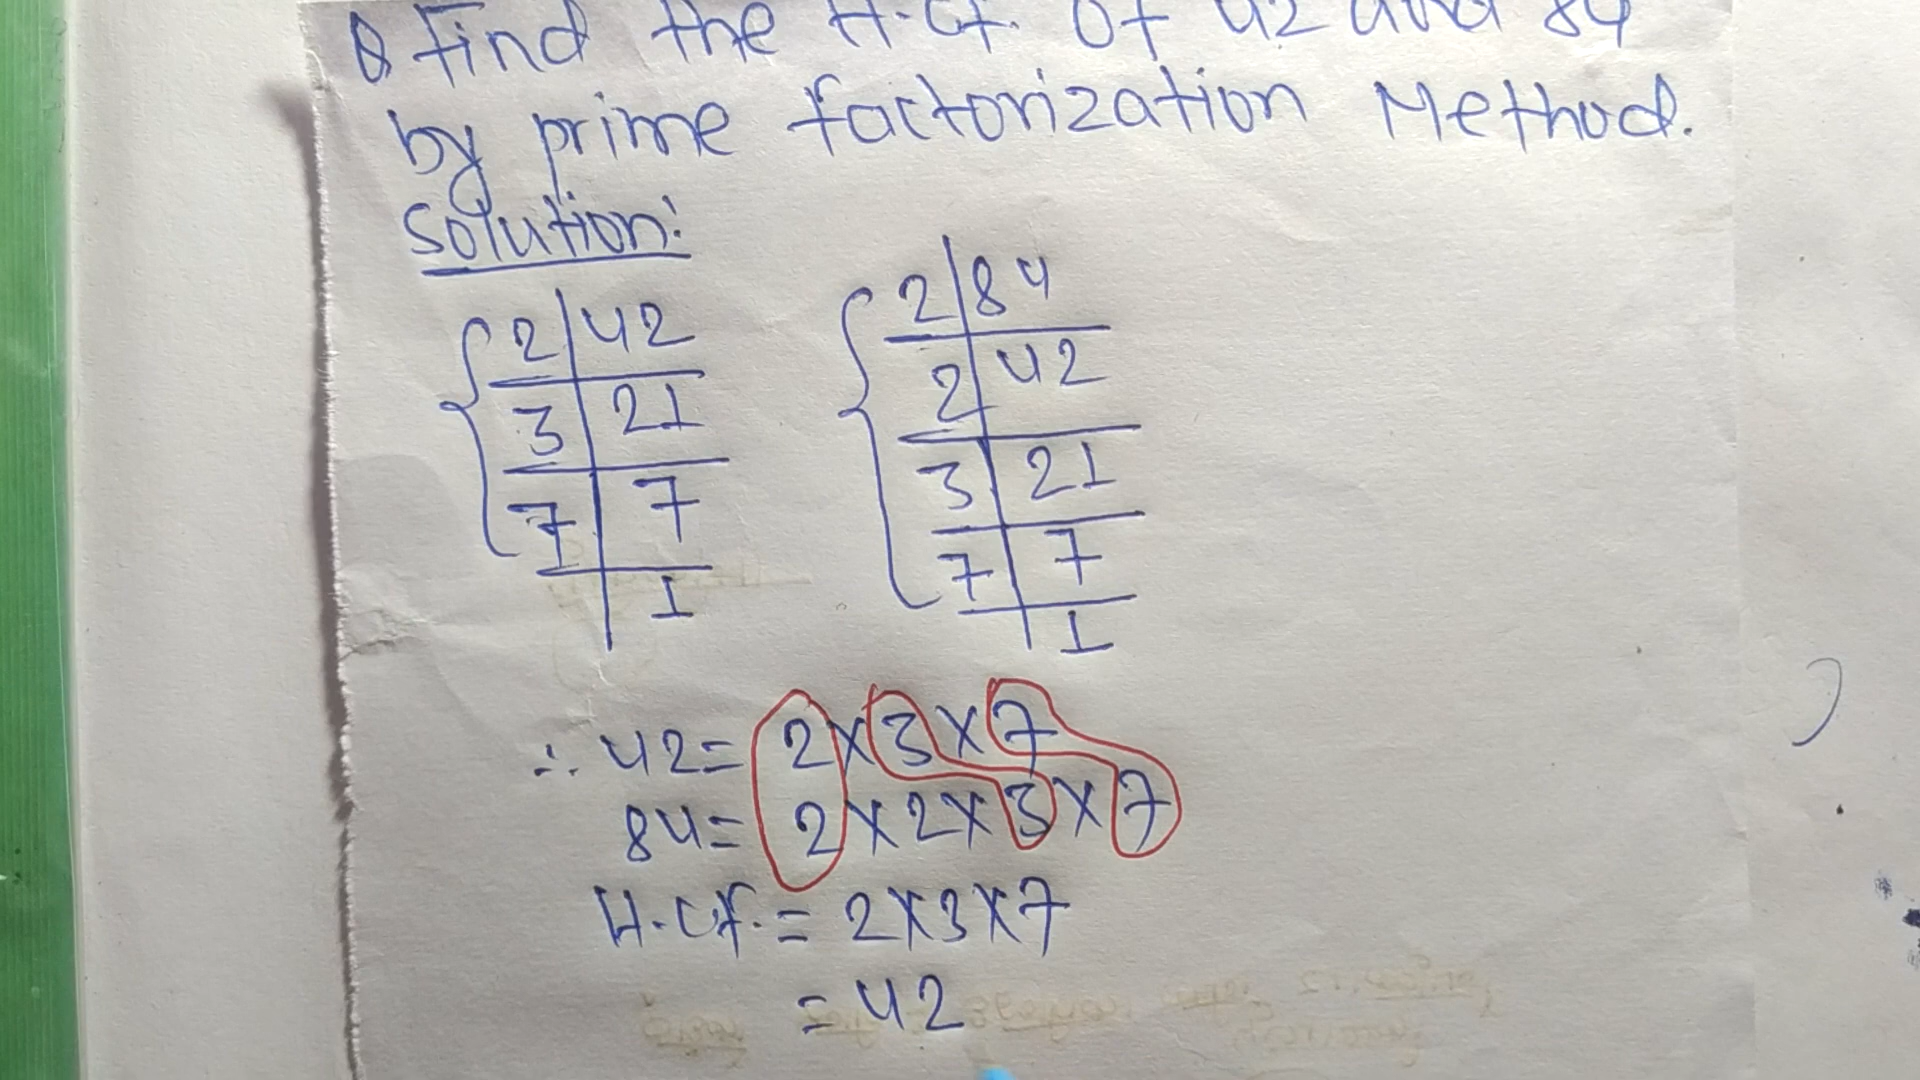 Q Find the H.C.F. Of 42 and 84
by prime factorization Method.
Solution:
2|42
3|21
7|7
1
2|84
2|42
3|21
7|7
1
∴ 42= 2×3×7
84= 2×2×3×7
H.C.F. = 2×3×7
= 42